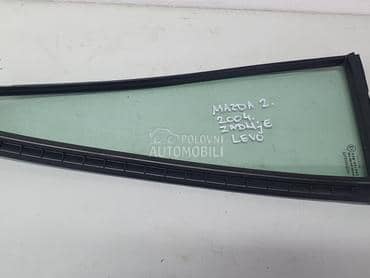 MAZDA 2.
2004.
ZADNJE
LEVO
POLOVNI
AUTOMOBILI